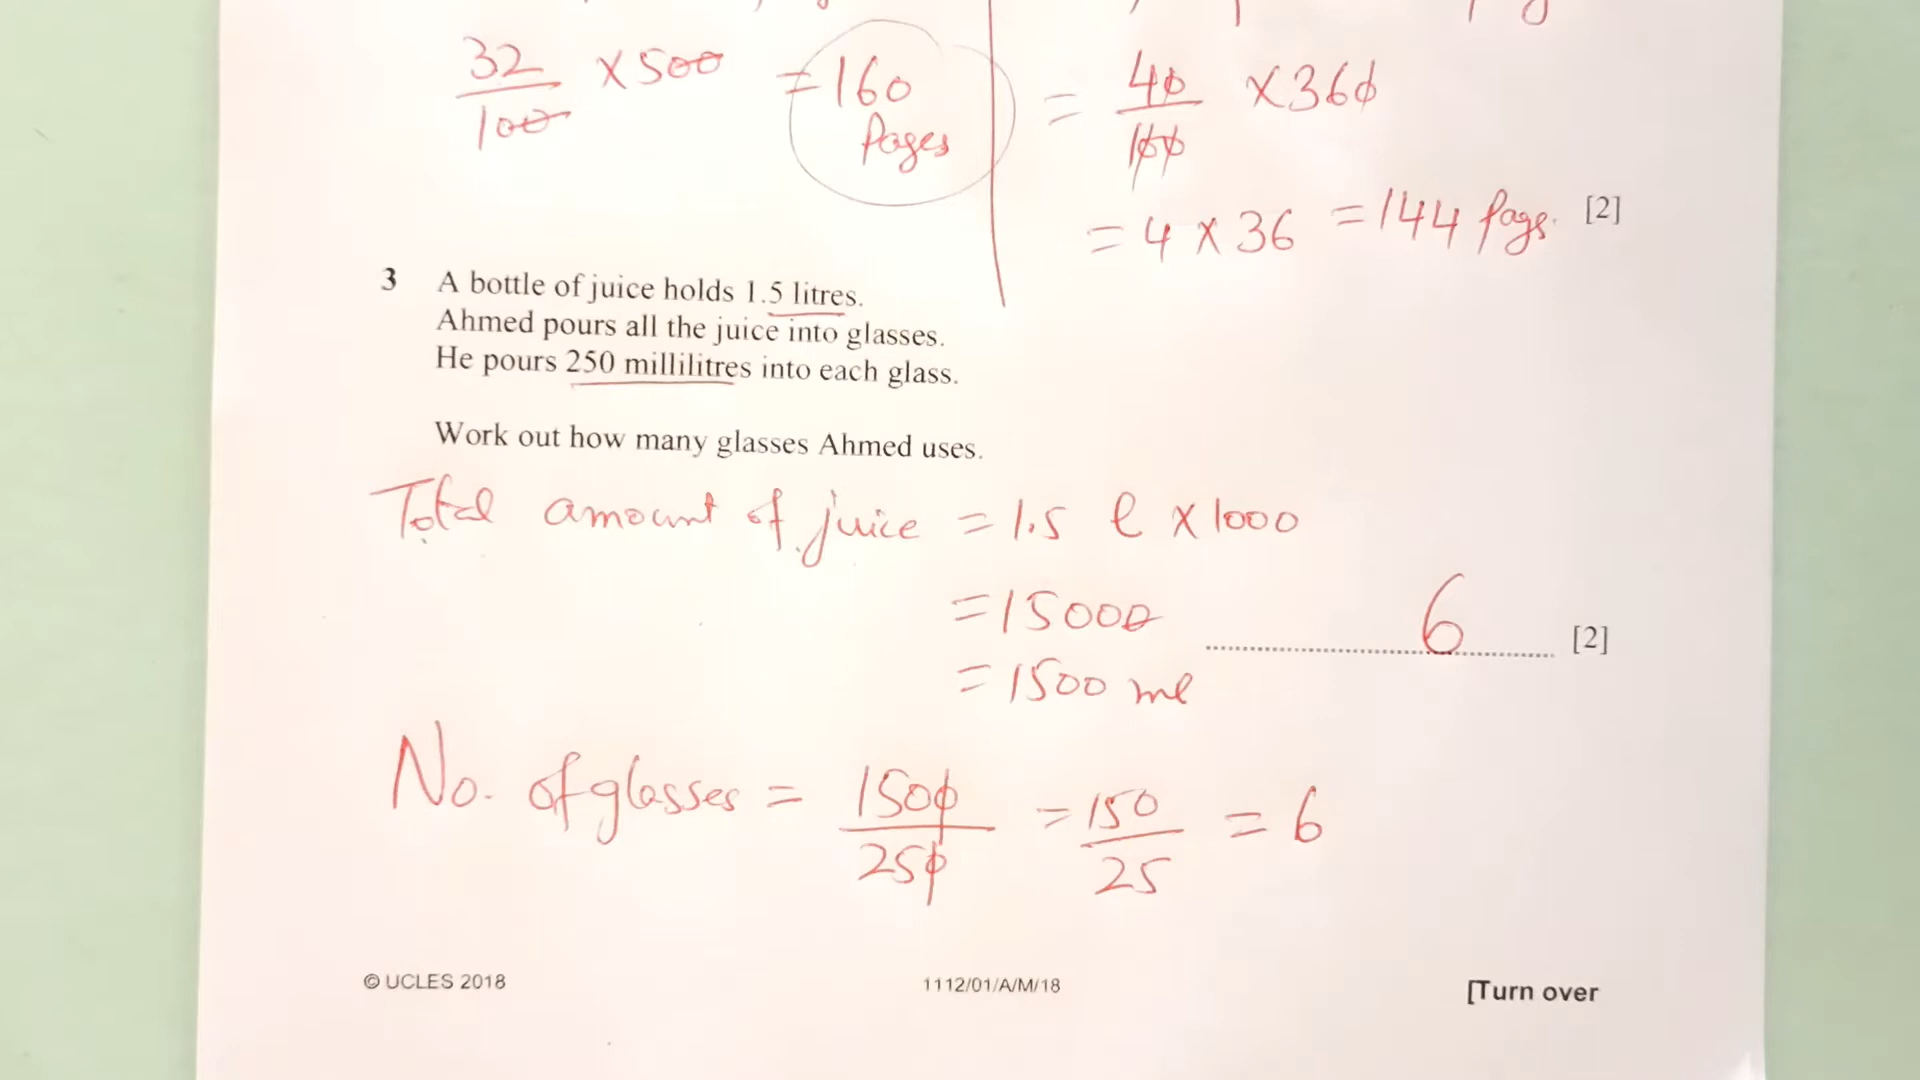 32/100 × 500 = 160 Pages
= 40/100 × 360
= 4 × 36 = 144 Pags. [2]
3 A bottle of juice holds 1.5 litres.
Ahmed pours all the juice into glasses.
He pours 250 millilitres into each glass.
Work out how many glasses Ahmed uses.
Total amount of juice = 1.5 l × 1000
= 15000
6 [2]
= 1500 ml
No. of glasses = 1500/250 = 150/25 = 6
© UCLES 2018
1112/01/A/M/18
[Turn over